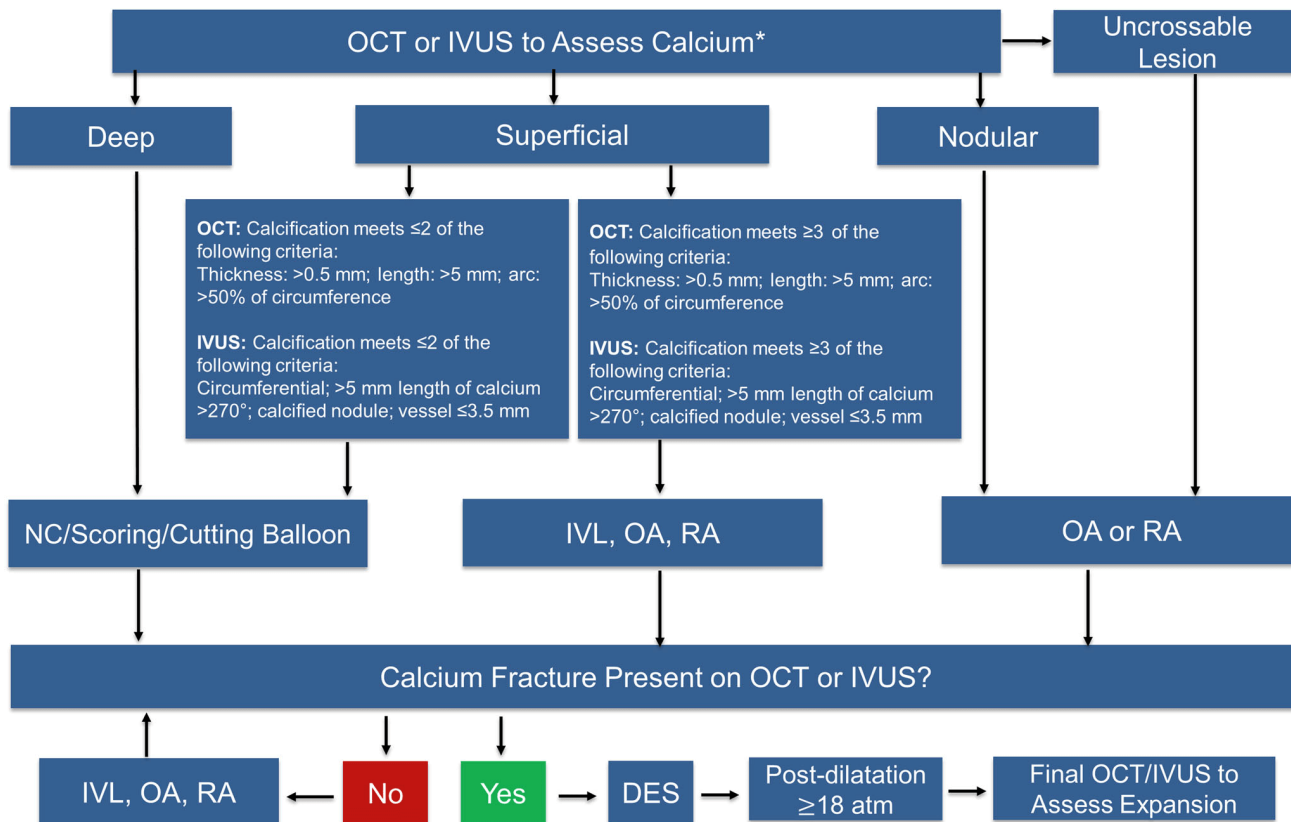 OCT or IVUS to Assess Calcium*
Uncrossable
Lesion
Deep
Superficial
Nodular
OCT: Calcification meets ≤2 of the
following criteria:
Thickness: >0.5 mm; length: >5 mm; arc:
>50% of circumference
IVUS: Calcification meets ≤2 of the
following criteria:
Circumferential; >5 mm length of calcium
>270°; calcified nodule; vessel ≤3.5 mm
OCT: Calcification meets ≥3 of the
following criteria:
Thickness: >0.5 mm; length: >5 mm; arc:
>50% of circumference
IVUS: Calcification meets ≥3 of the
following criteria:
Circumferential; >5 mm length of calcium
>270°; calcified nodule; vessel ≤3.5 mm
NC/Scoring/Cutting Balloon
IVL, OA, RA
OA or RA
Calcium Fracture Present on OCT or IVUS?
IVL, OA, RA
No
Yes
DES
Post-dilatation
≥18 atm
Final OCT/IVUS to
Assess Expansion